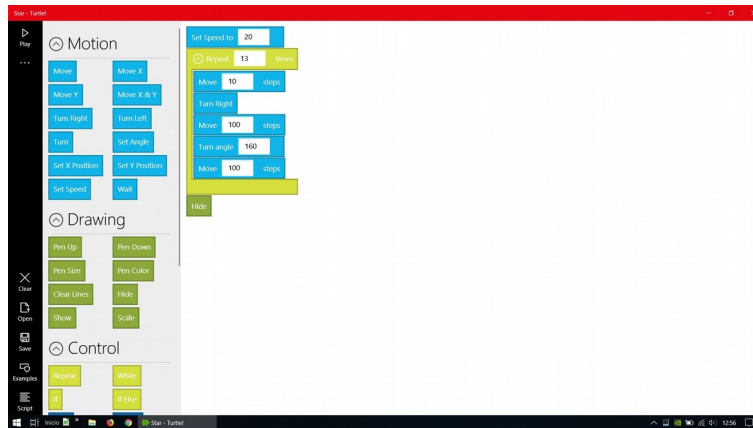 Star - Turtle!
Play
...
Clear
Open
Save
Examples
Script
Motion
Move Move X
Move Y Move X & Y
Turn Right Turn Left
Turn Set Angle
Set X Position Set Y Position
Set Speed Wait
Drawing
Pen Up Pen Down
Pen Size Pen Color
Clear Lines Hide
Show Scale
Control
Repeat While
If If Else
Set Speed to 20
Repeat 13 times
Move 10 steps
Turn Right
Move 100 steps
Turn angle 160
Move 100 steps
Hide
Inicio » Star - Turtle! 12:56